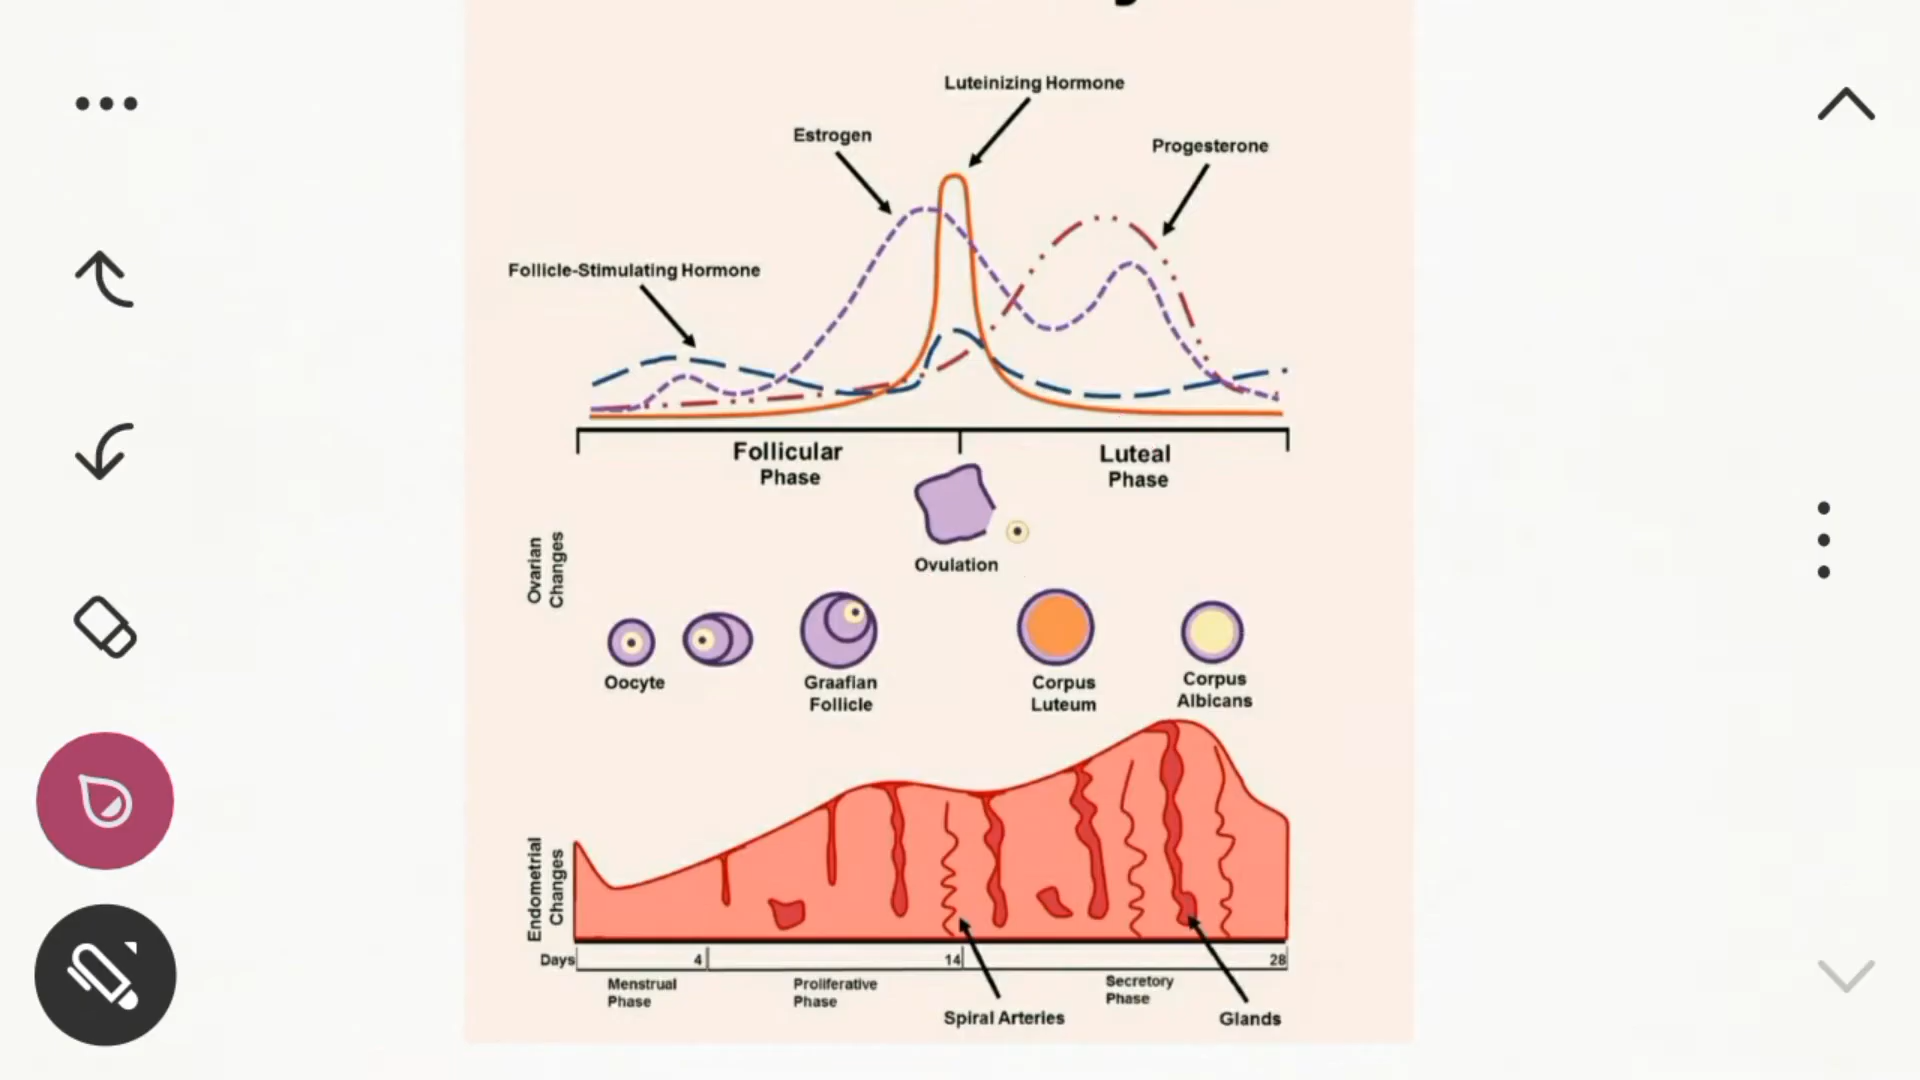 Luteinizing Hormone
Estrogen
Progesterone
Follicle-Stimulating Hormone
Follicular
Phase
Luteal
Phase
Ovulation
Ovarian
Changes
Oocyte
Graafian
Follicle
Corpus
Luteum
Corpus
Albicans
Endometrial
Changes
Days
4
14
28
Menstrual
Phase
Proliferative
Phase
Secretory
Phase
Spiral Arteries
Glands